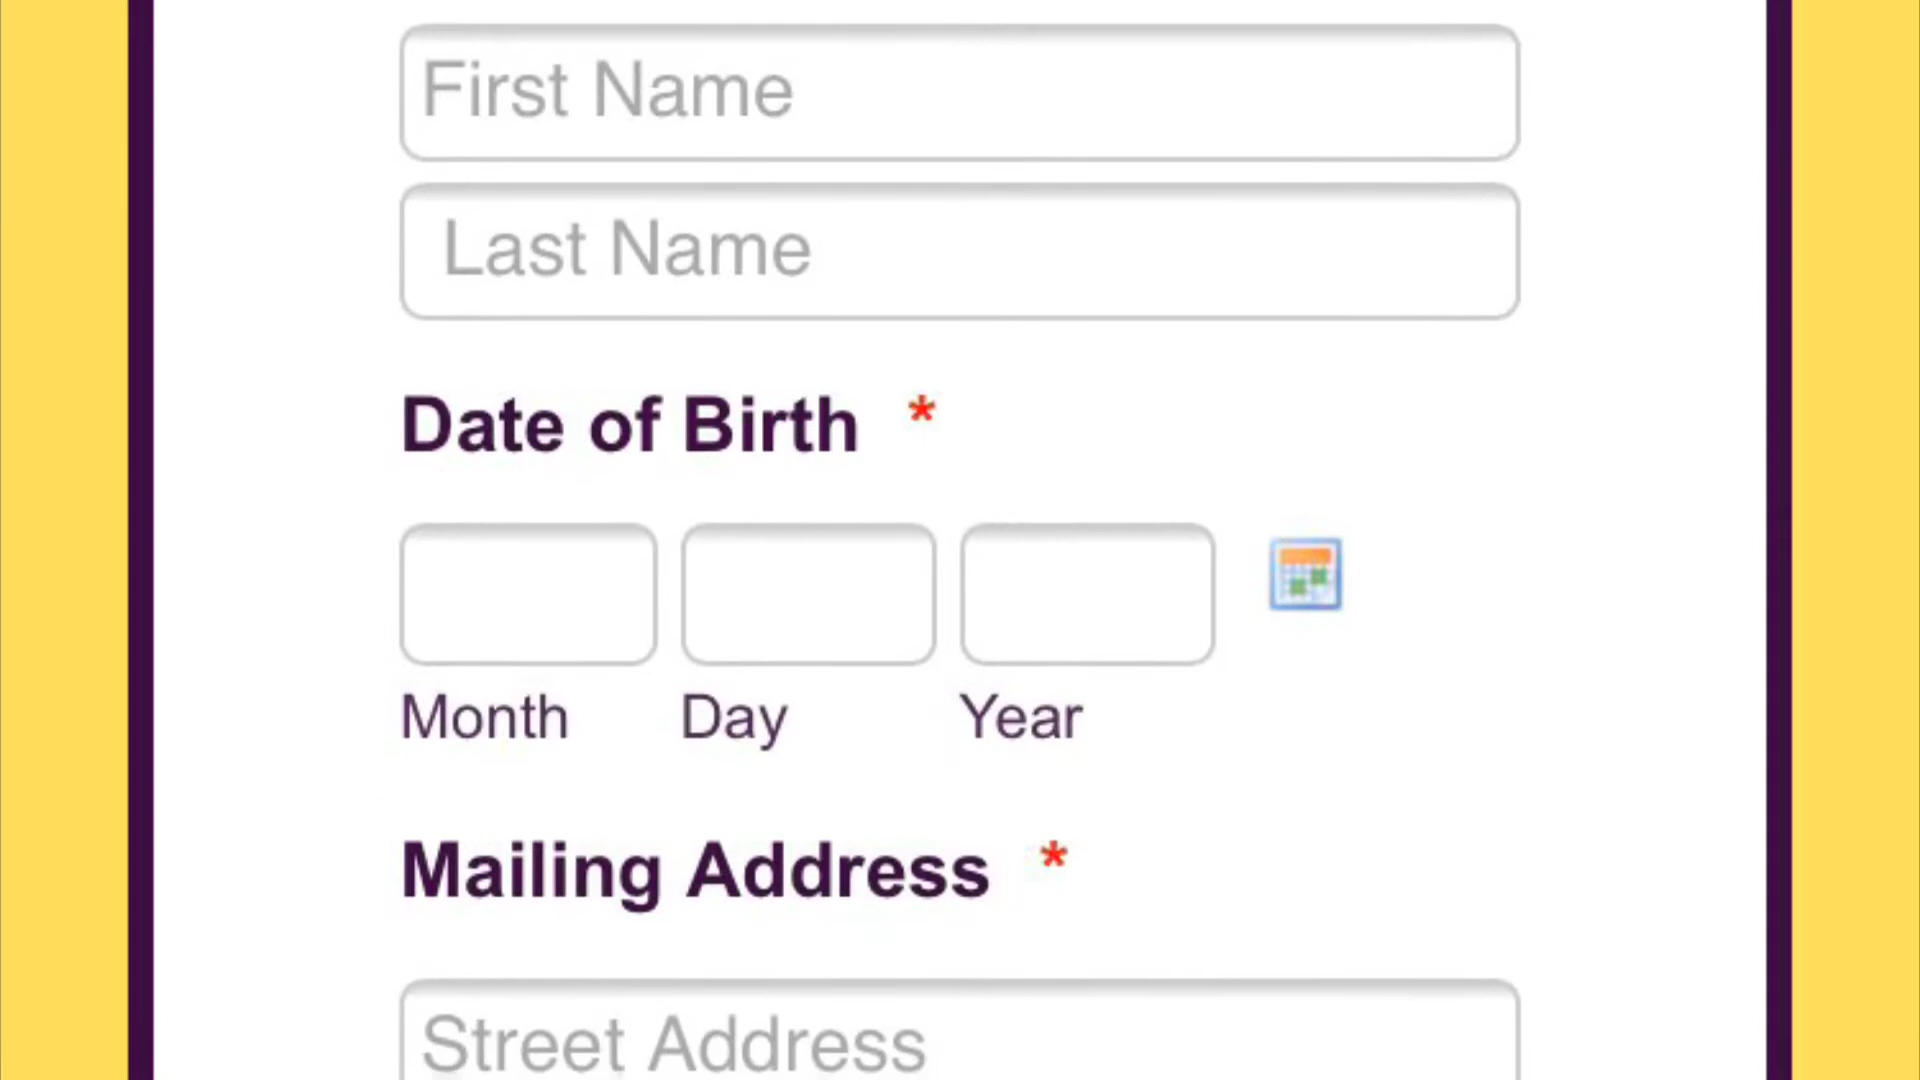 First Name
Last Name
Date of Birth *
Month Day Year
Mailing Address *
Street Address